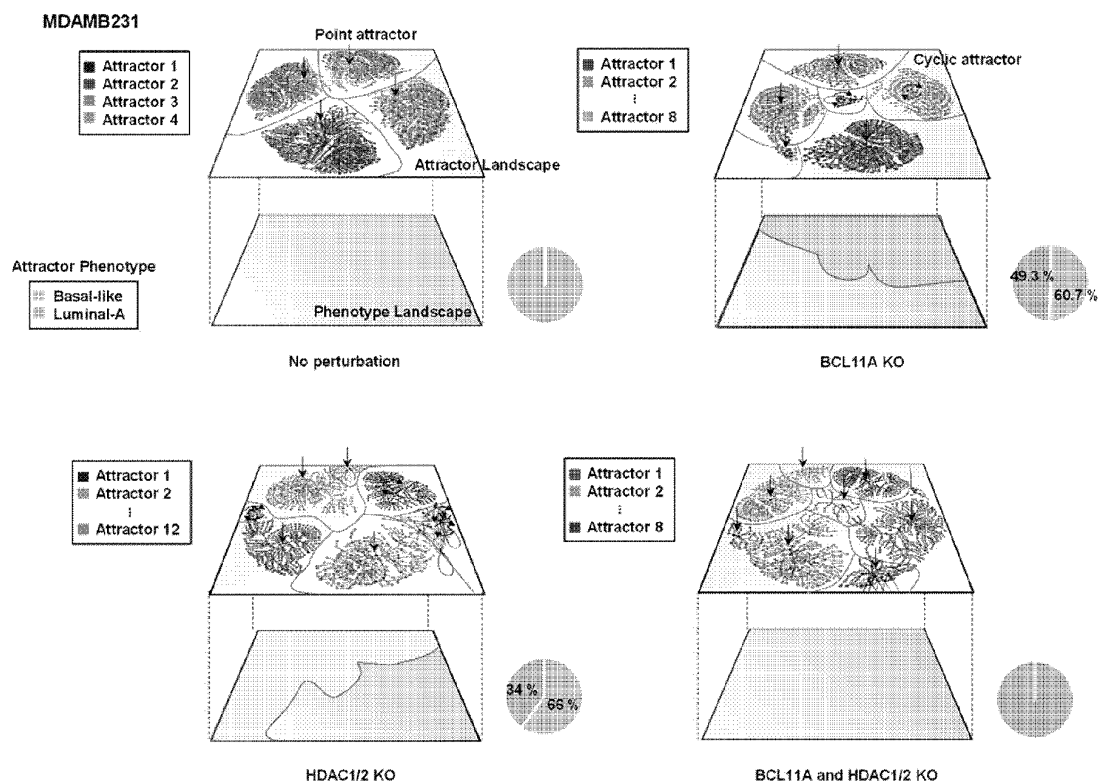 MDAMB231
Point attractor
Attractor 1
Attractor 2
Attractor 3
Attractor 4
Attractor Landscape
Attractor Phenotype
Basal-like
Luminal-A
Phenotype Landscape
No perturbation
Cyclic attractor
Attractor 1
Attractor 2
⋮
Attractor 8
49.3 %
60.7 %
BCL11A KO
Attractor 1
Attractor 2
⋮
Attractor 12
34 %
66 %
HDAC1/2 KO
Attractor 1
Attractor 2
⋮
Attractor 8
BCL11A and HDAC1/2 KO